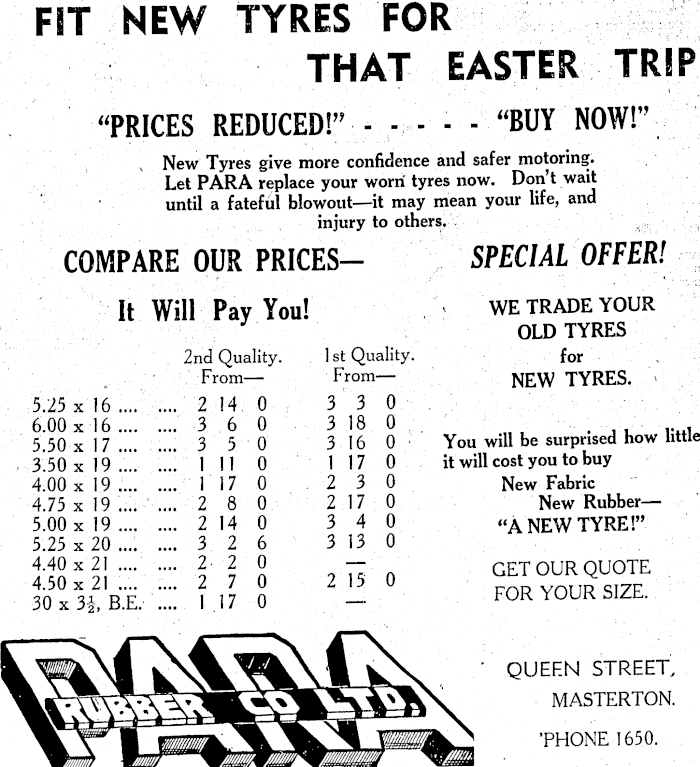 FIT NEW TYRES FOR
THAT EASTER TRIP
"PRICES REDUCED!" - - - - - "BUY NOW!"
New Tyres give more confidence and safer motoring.
Let PARA replace your worn tyres now. Don't wait
until a fateful blowout—it may mean your life, and
injury to others.
COMPARE OUR PRICES—
It Will Pay You!
2nd Quality. 1st Quality.
From— From—
5.25 x 16 .... .... 2 14 0 3 3 0
6.00 x 16 .... .... 3 6 0 3 18 0
5.50 x 17 .... .... 3 5 0 3 16 0
3.50 x 19 .... .... 1 11 0 1 17 0
4.00 x 19 .... .... 1 17 0 2 3 0
4.75 x 19 .... .... 2 8 0 2 17 0
5.00 x 19 .... .... 2 14 0 3 4 0
5.25 x 20 .... .... 3 2 6 3 13 0
4.40 x 21 .... .... 2 2 0 —
4.50 x 21 .... .... 2 7 0 2 15 0
30 x 3½, B.E. .... 1 17 0 —
SPECIAL OFFER!
WE TRADE YOUR
OLD TYRES
for
NEW TYRES.
You will be surprised how little
it will cost you to buy
New Fabric
New Rubber—
"A NEW TYRE!"
GET OUR QUOTE
FOR YOUR SIZE.
PARA
RUBBER CO LTD.
QUEEN STREET,
MASTERTON.
'PHONE 1650.